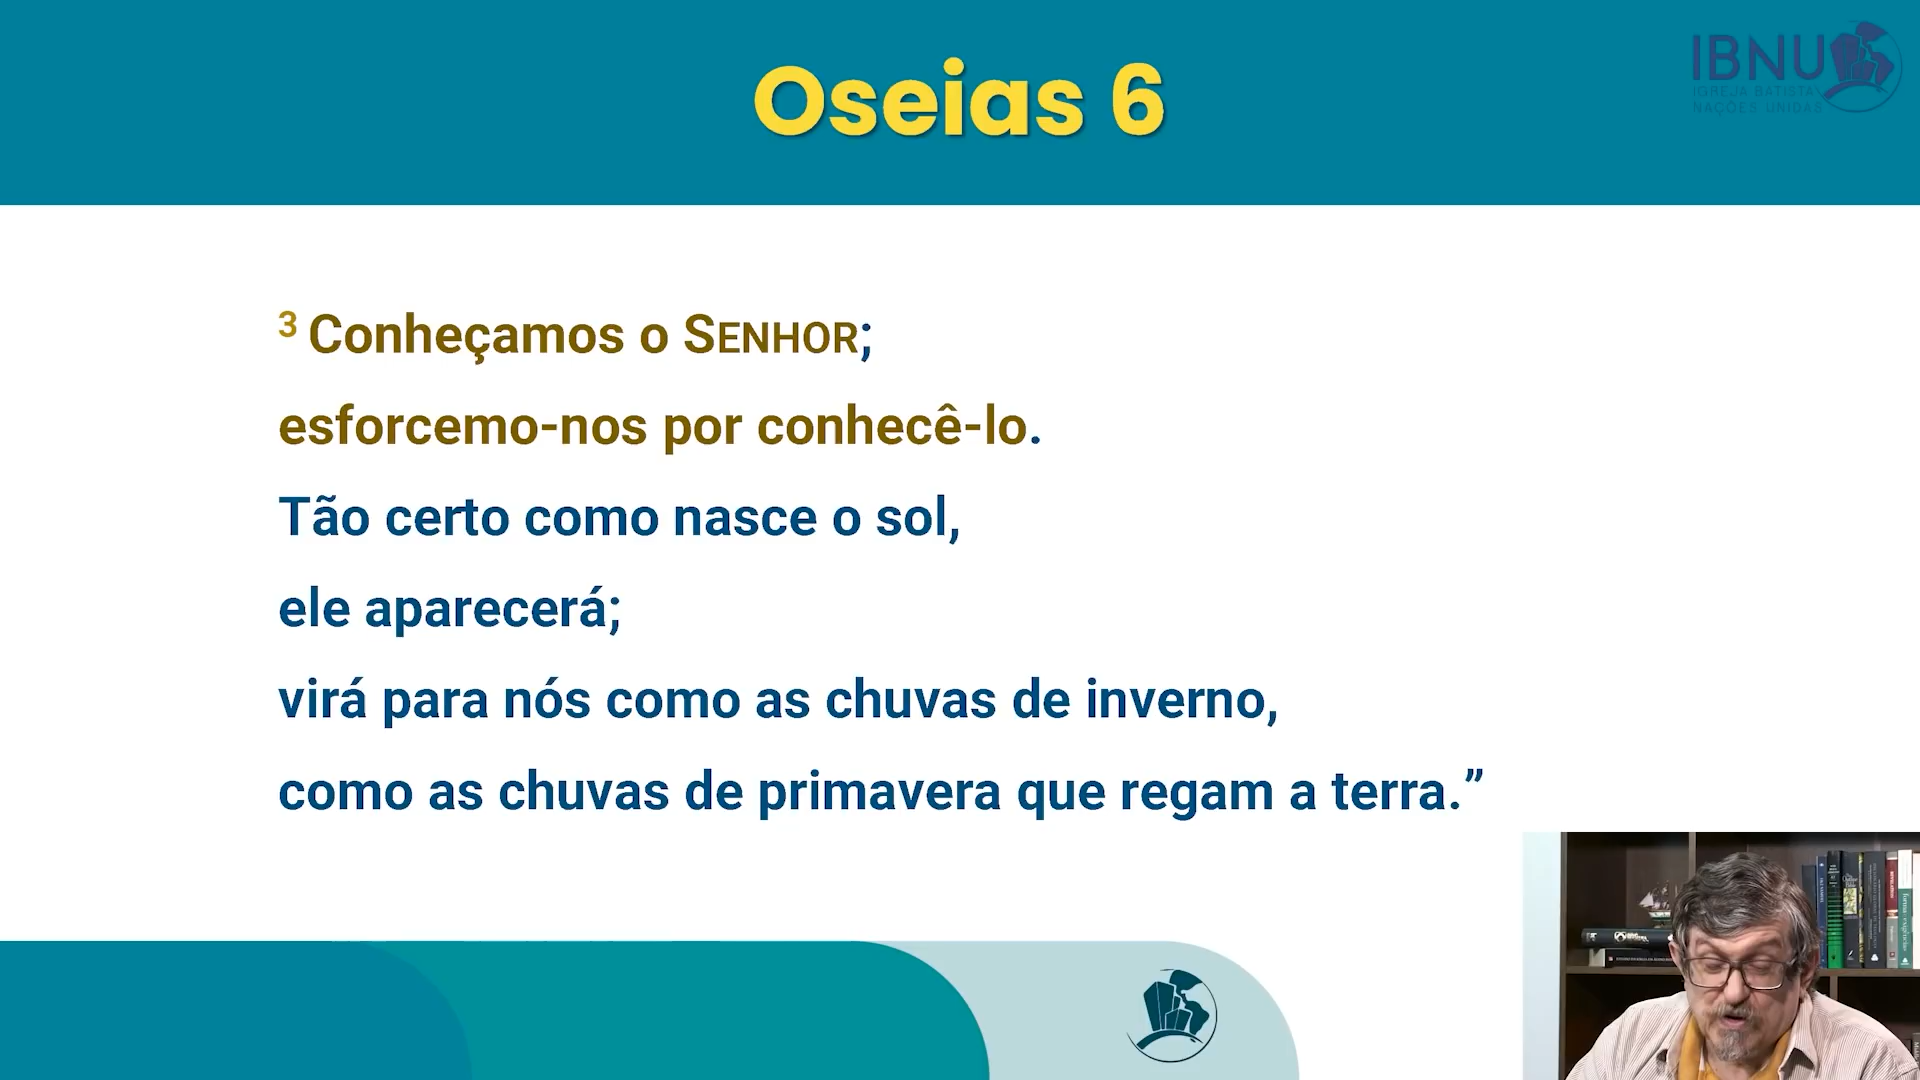 Oseias 6
IBNU
IGREJA BATISTA
NAÇÕES UNIDAS
3 Conheçamos o SENHOR;
esforcemo-nos por conhecê-lo.
Tão certo como nasce o sol,
ele aparecerá;
virá para nós como as chuvas de inverno,
como as chuvas de primavera que regam a terra.”